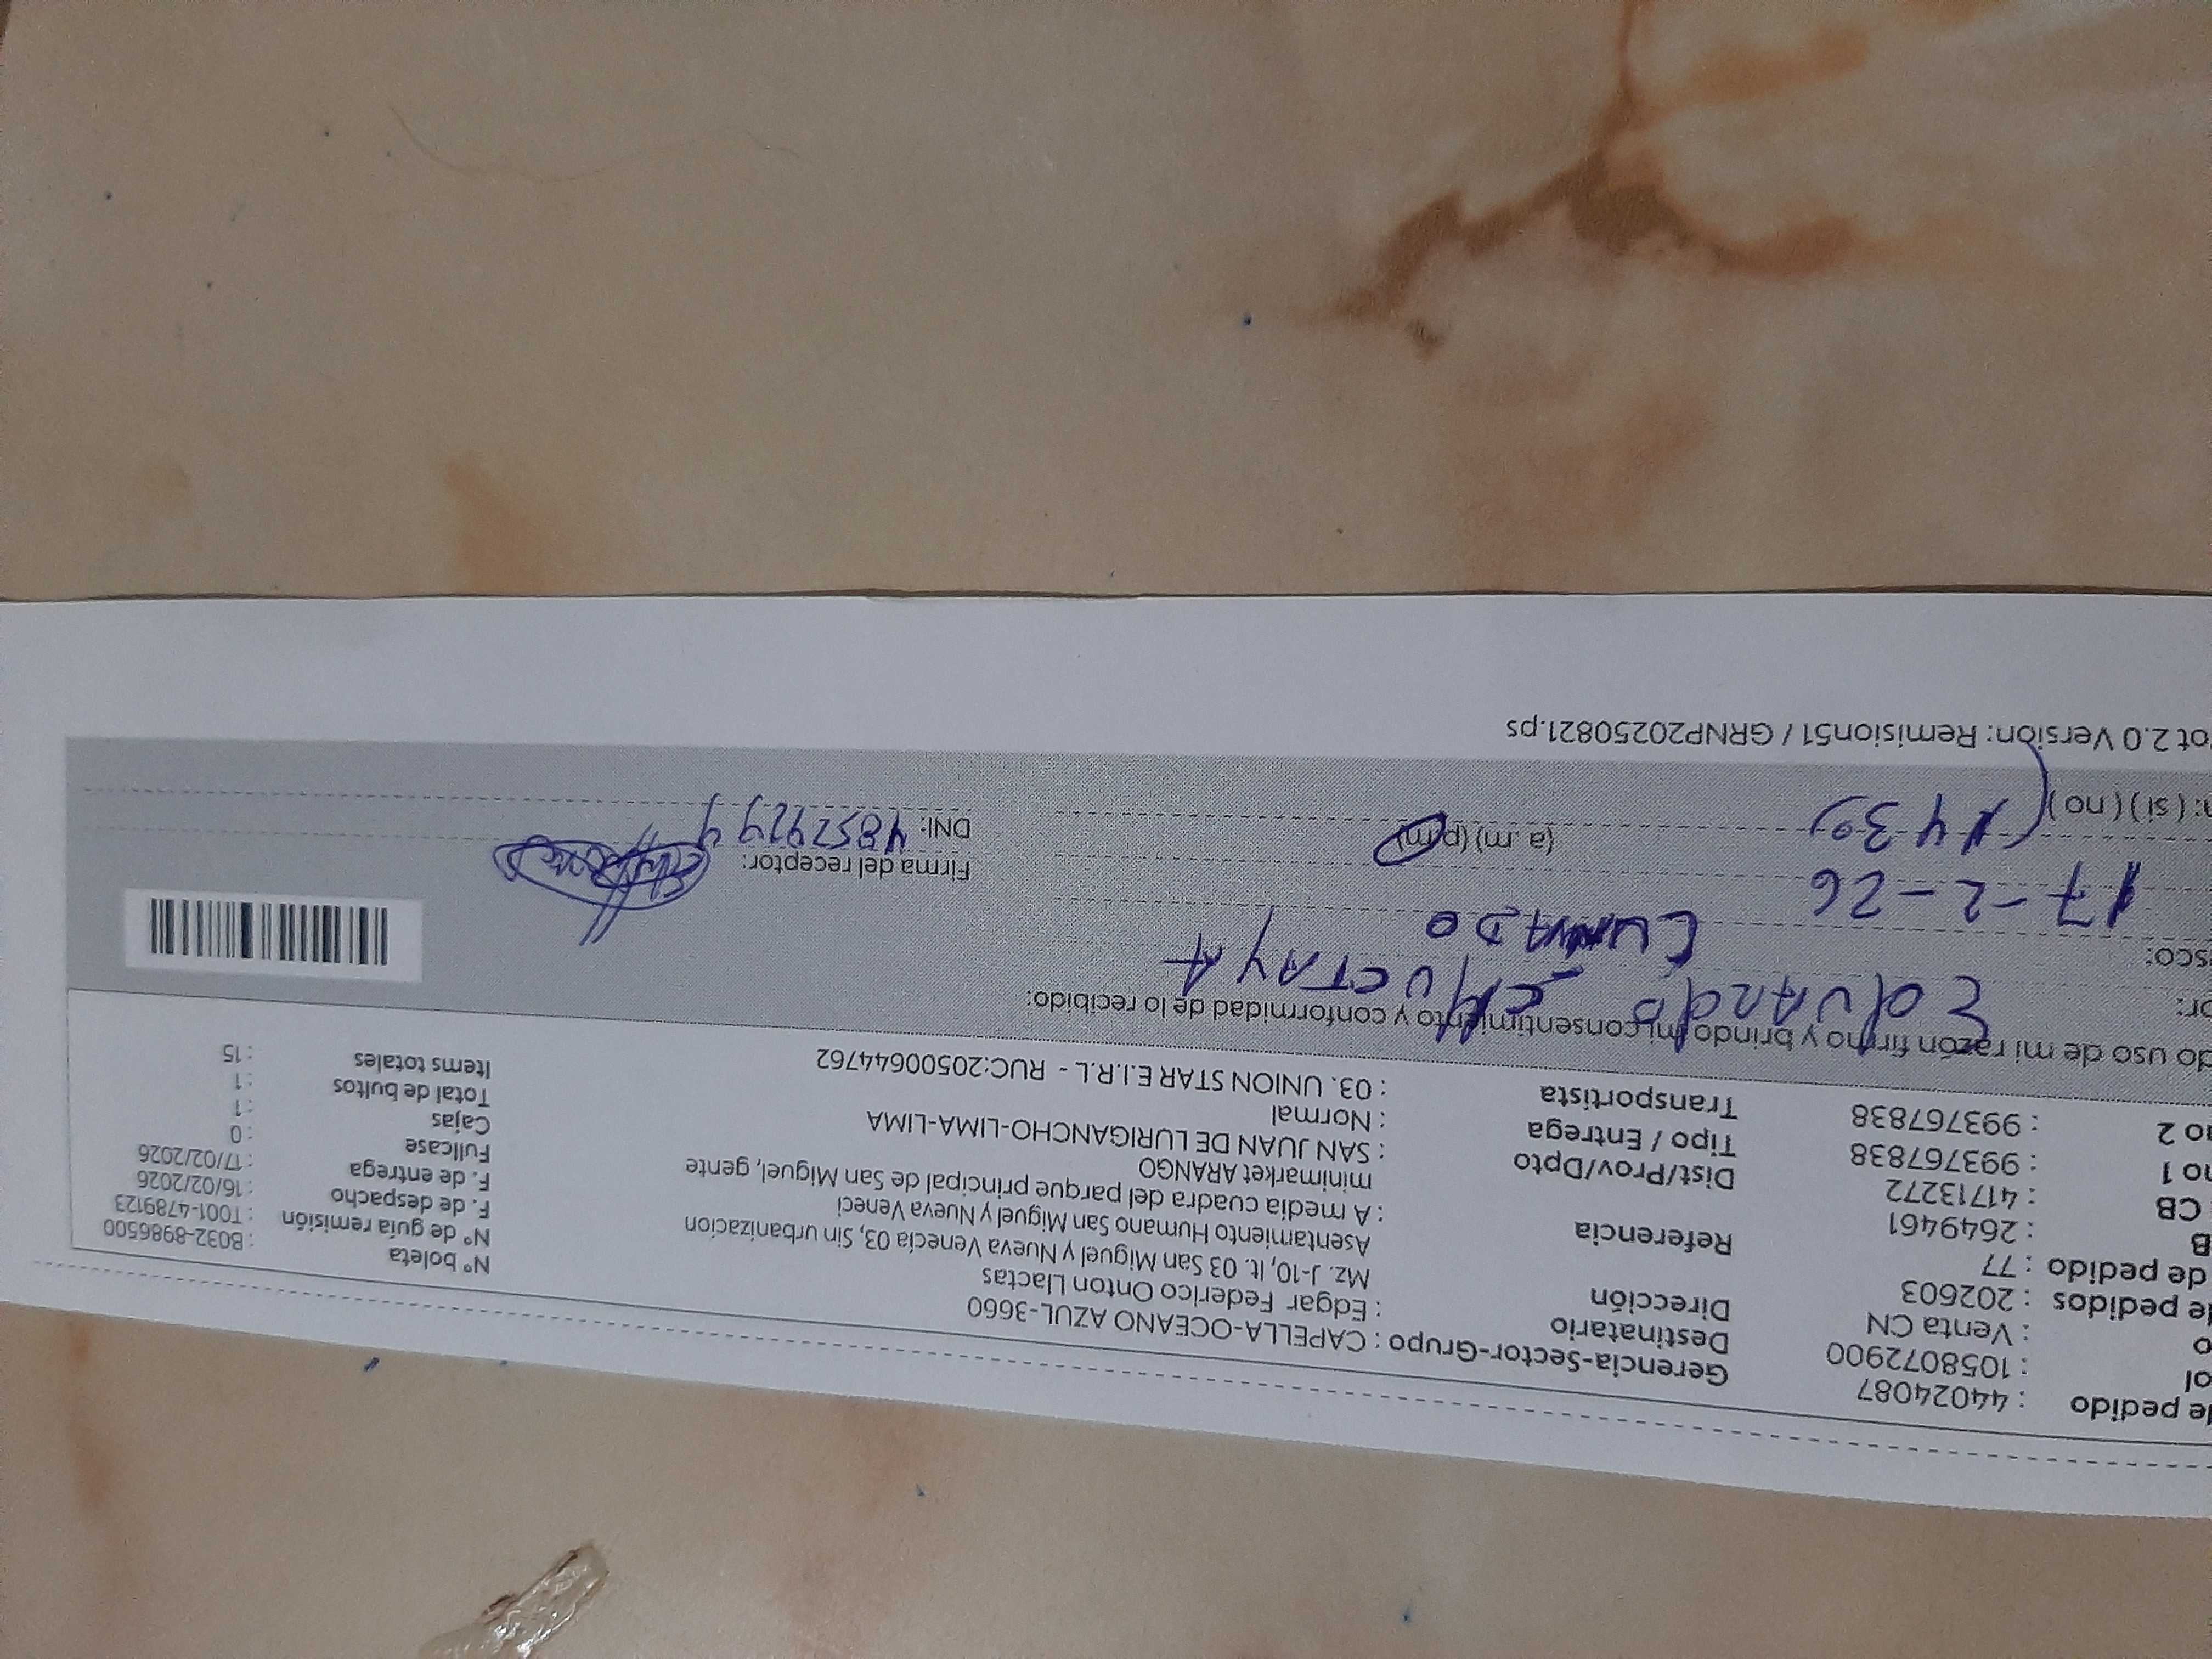 de pedido : 44024087
ol : 1058072900
o : Venta CN
de pedidos : 202603
de pedido : 77
B : 2649461
CB : 41713272
no 1 : 993767838
no 2 : 993767838
Gerencia-Sector-Grupo : CAPELLA-OCEANO AZUL-3660
Destinatario : Edgar Federico Onton Llactas
Dirección Mz. J-10, lt. 03 San Miguel y Nueva Venecia 03, Sin urbanizacion
Asentamiento Humano San Miguel y Nueva Veneci
Referencia : A media cuadra del parque principal de San Miguel, gente
minimarket ARANGO
Dist/Prov/Dpto : SAN JUAN DE LURIGANCHO-LIMA-LIMA
Tipo / Entrega : Normal
Transportista : 03. UNION STAR E.I.R.L - RUC:20500644762
N° boleta : B032-8986500
N° de guía remisión : T001-4789123
F. de despacho : 16/02/2026
F. de entrega : 17/02/2026
Fullcase : 0
Cajas : 1
Total de bultos : 1
Items totales : 15
do uso de mi razón firmo y brindo mi consentimiento y conformidad de lo recibido:
or: Eduardo
sco: CUÑADO
17-2-26
n: (si) (no) (a.m) (p.m)
Firma del receptor:
DNI:
ot 2.0 Versión: Remision51 / GRNP20250821.ps